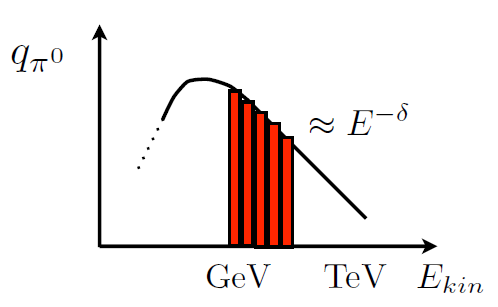 q_{π^0}
≈ E^{-δ}
GeV TeV E_{kin}